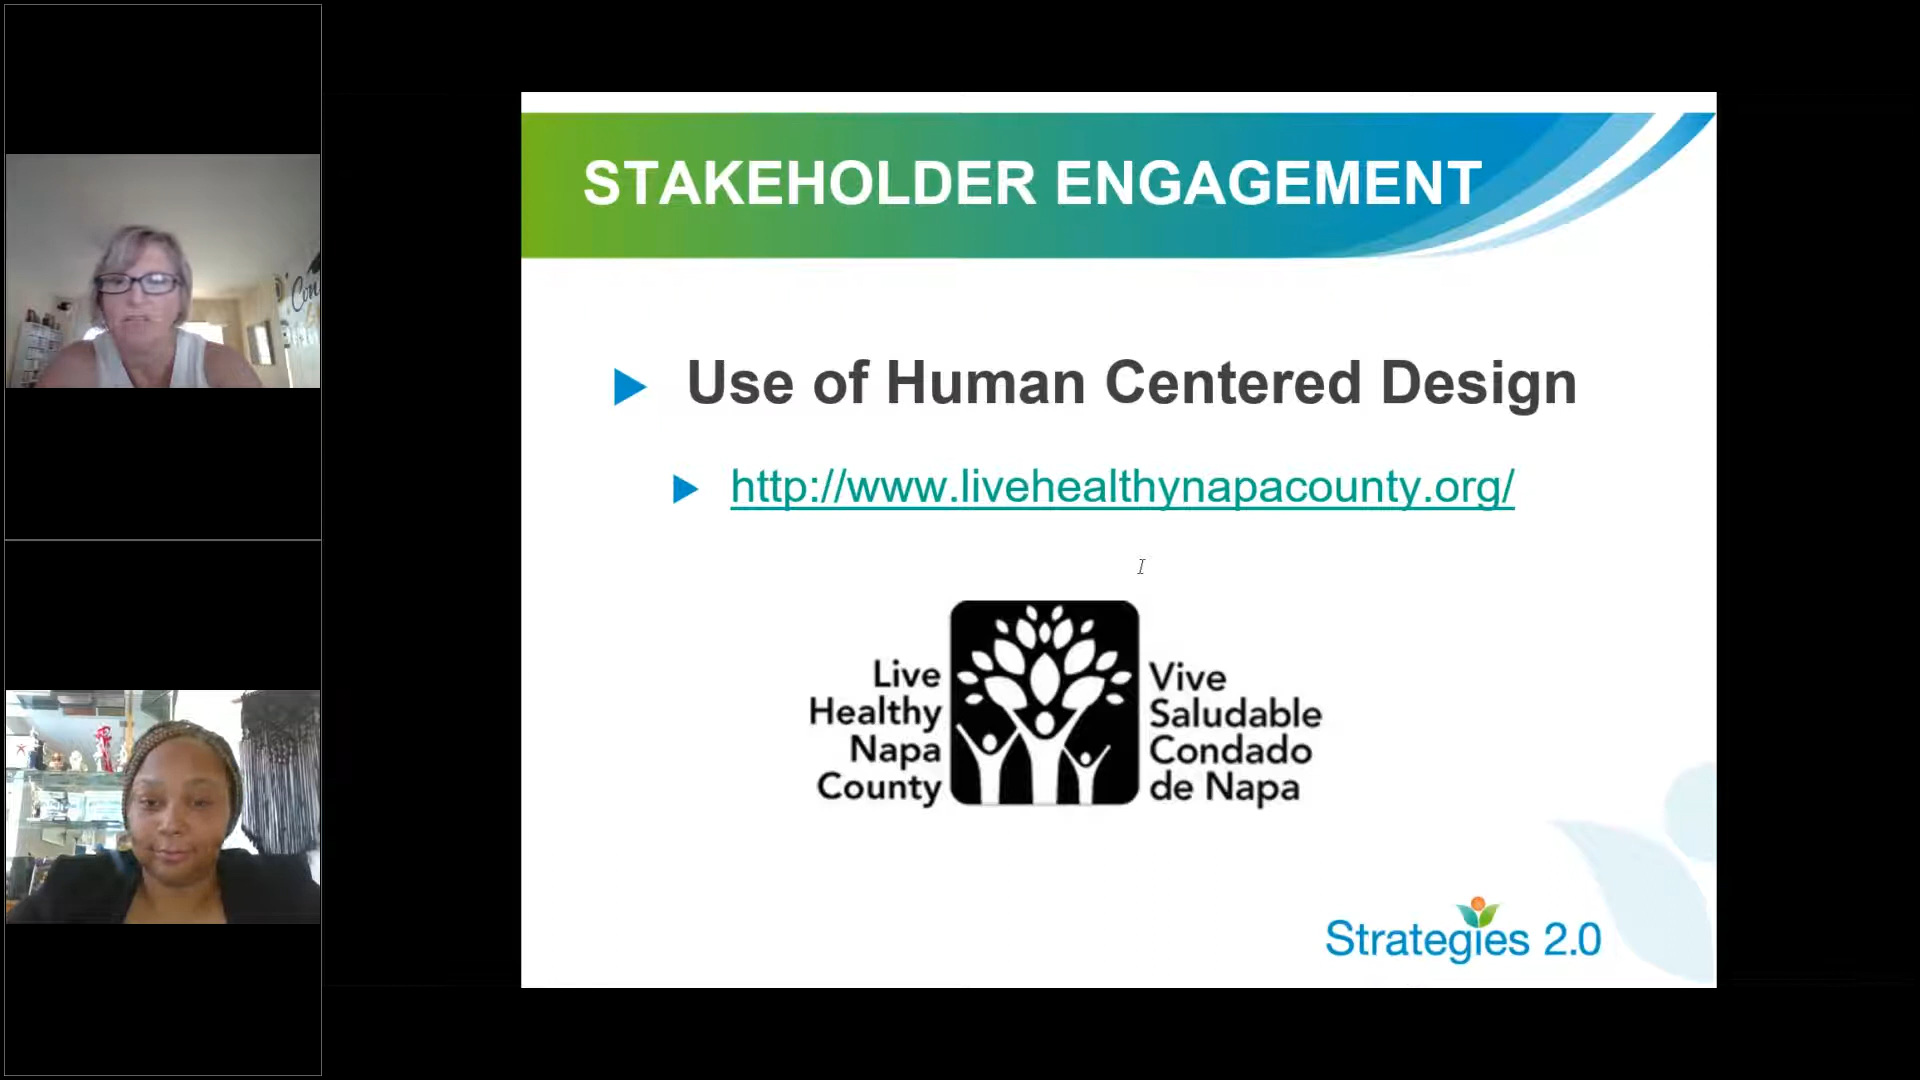 STAKEHOLDER ENGAGEMENT
Use of Human Centered Design
http://www.livehealthynapacounty.org/
Live
Healthy
Napa
County
Vive
Saludable
Condado
de Napa
Strategies 2.0